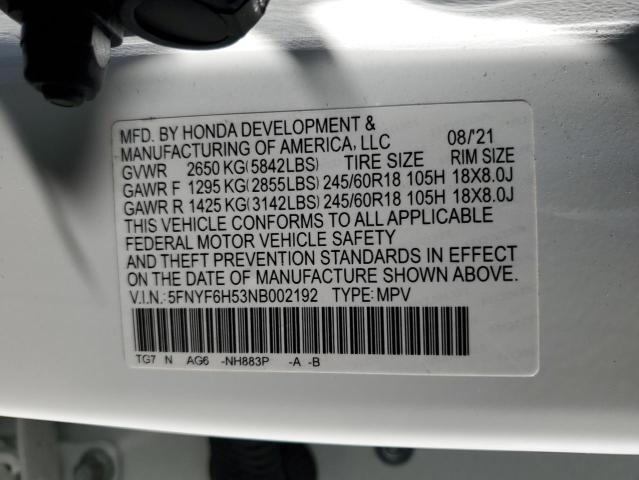 MFD. BY HONDA DEVELOPMENT & 08/'21
MANUFACTURING OF AMERICA, LLC
GVWR 2650 KG(5842LBS) TIRE SIZE RIM SIZE
GAWR F 1295 KG(2855LBS) 245/60R18 105H 18X8.0J
GAWR R 1425 KG(3142LBS) 245/60R18 105H 18X8.0J
THIS VEHICLE CONFORMS TO ALL APPLICABLE
FEDERAL MOTOR VEHICLE SAFETY
AND THEFT PREVENTION STANDARDS IN EFFECT
ON THE DATE OF MANUFACTURE SHOWN ABOVE.
V.I.N.: 5FNYF6H53NB002192 TYPE: MPV
TG7 N AG6 -NH883P -A -B